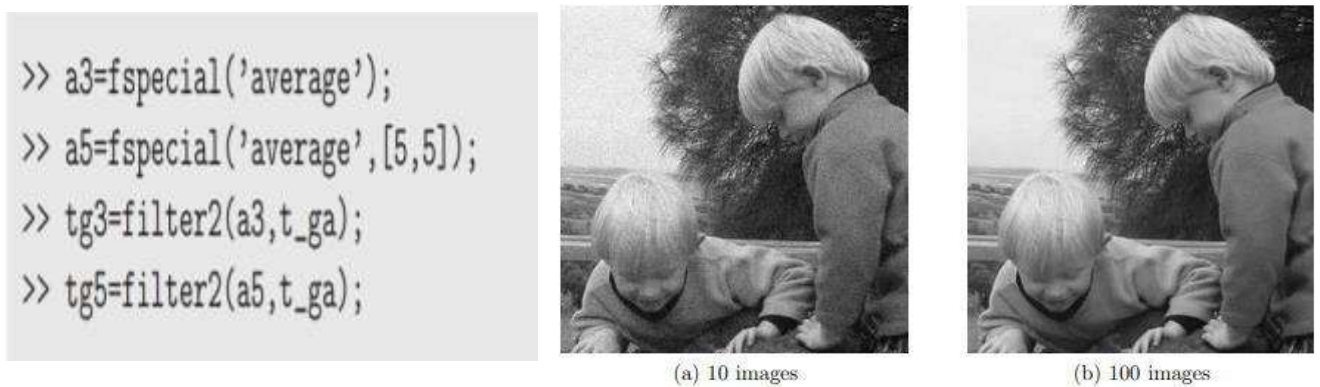 >> a3=fspecial('average');
>> a5=fspecial('average',[5,5]);
>> tg3=filter2(a3,t_ga);
>> tg5=filter2(a5,t_ga);
(a) 10 images
(b) 100 images